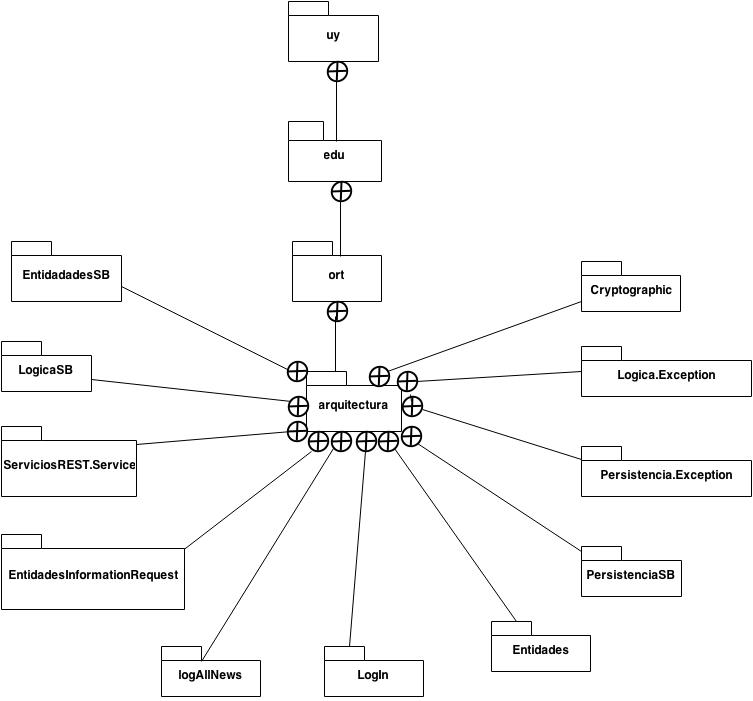 uy
edu
ort
EntidadadesSB
Cryptographic
LogicaSB
Logica.Exception
arquitectura
ServiciosREST.Service
Persistencia.Exception
EntidadesInformationRequest
PersistenciaSB
logAllNews
LogIn
Entidades